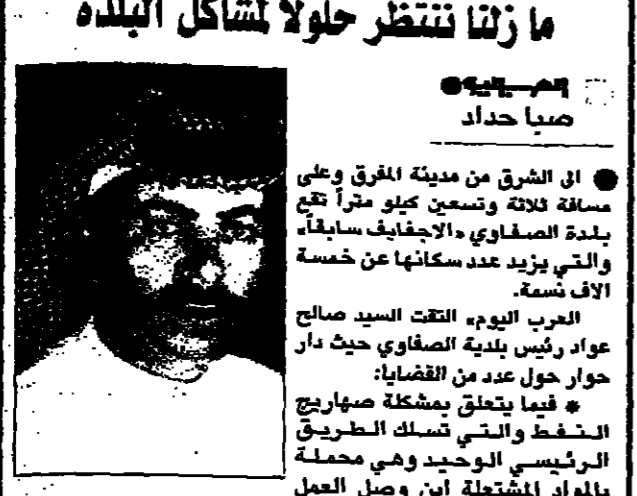 ما زلنا ننتظر حلولاً لمشاكل البلده
صبا حداد
● الى الشرق من مدينة المفرق وعلى
مسافة ثلاثة وتسعين كيلو متراً تقع
بلدة الصفاوي «الاجفايف سابقاً»
والتي يزيد عدد سكانها عن خمسة
الاف نسمة.
العرب اليوم» التقت السيد صالح
عواد رئيس بلدية الصفاوي حيث دار
حوار حول عدد من القضايا:
* فيما يتعلق بمشكلة صهاريج
النفط والتي تسلك الطريق
الرئيسي الوحيد وهي محملة
بالمواد المشتعلة اين وصل العمل